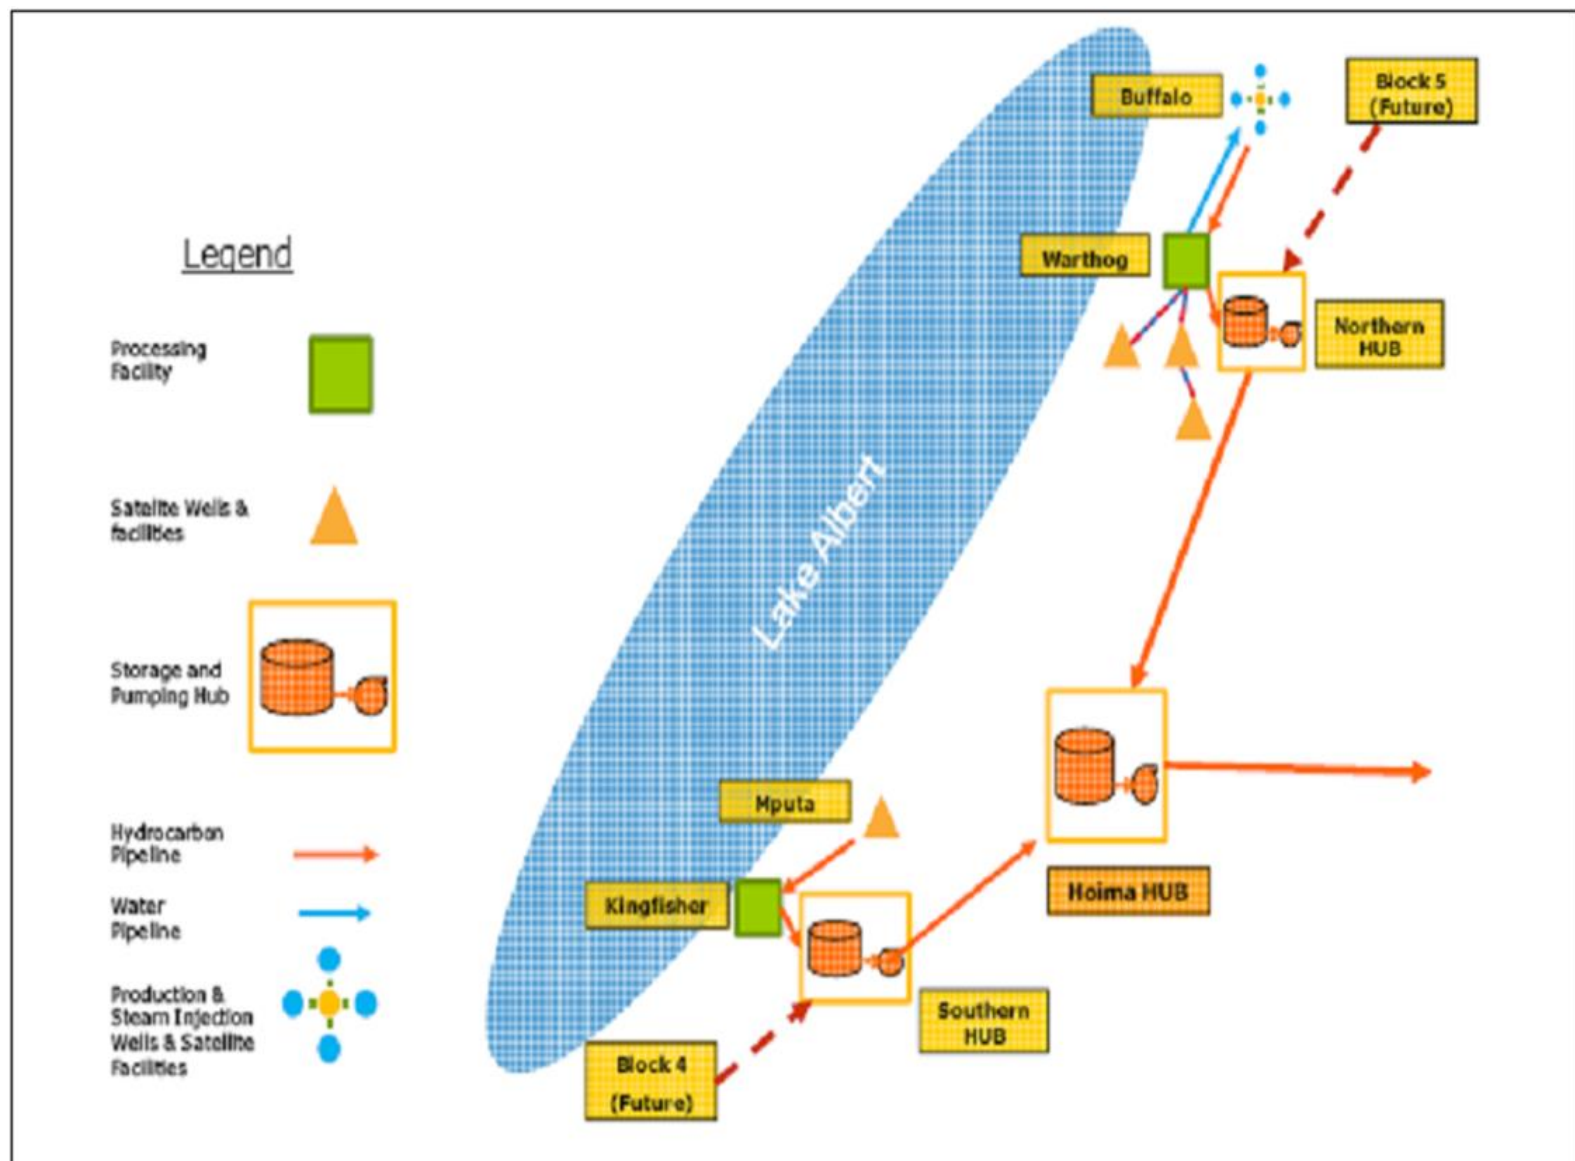 Legend
Processing
Facility
Satelite Wells &
facilities
Storage and
Pumping Hub
Hydrocarbon
Pipeline
Water
Pipeline
Production &
Steam Injection
Wells & Satellite
Facilities
Lake Albert
Buffalo
Block 5
(Future)
Warthog
Northern
HUB
Mputa
Kingfisher
Hoima HUB
Southern
HUB
Block 4
(Future)